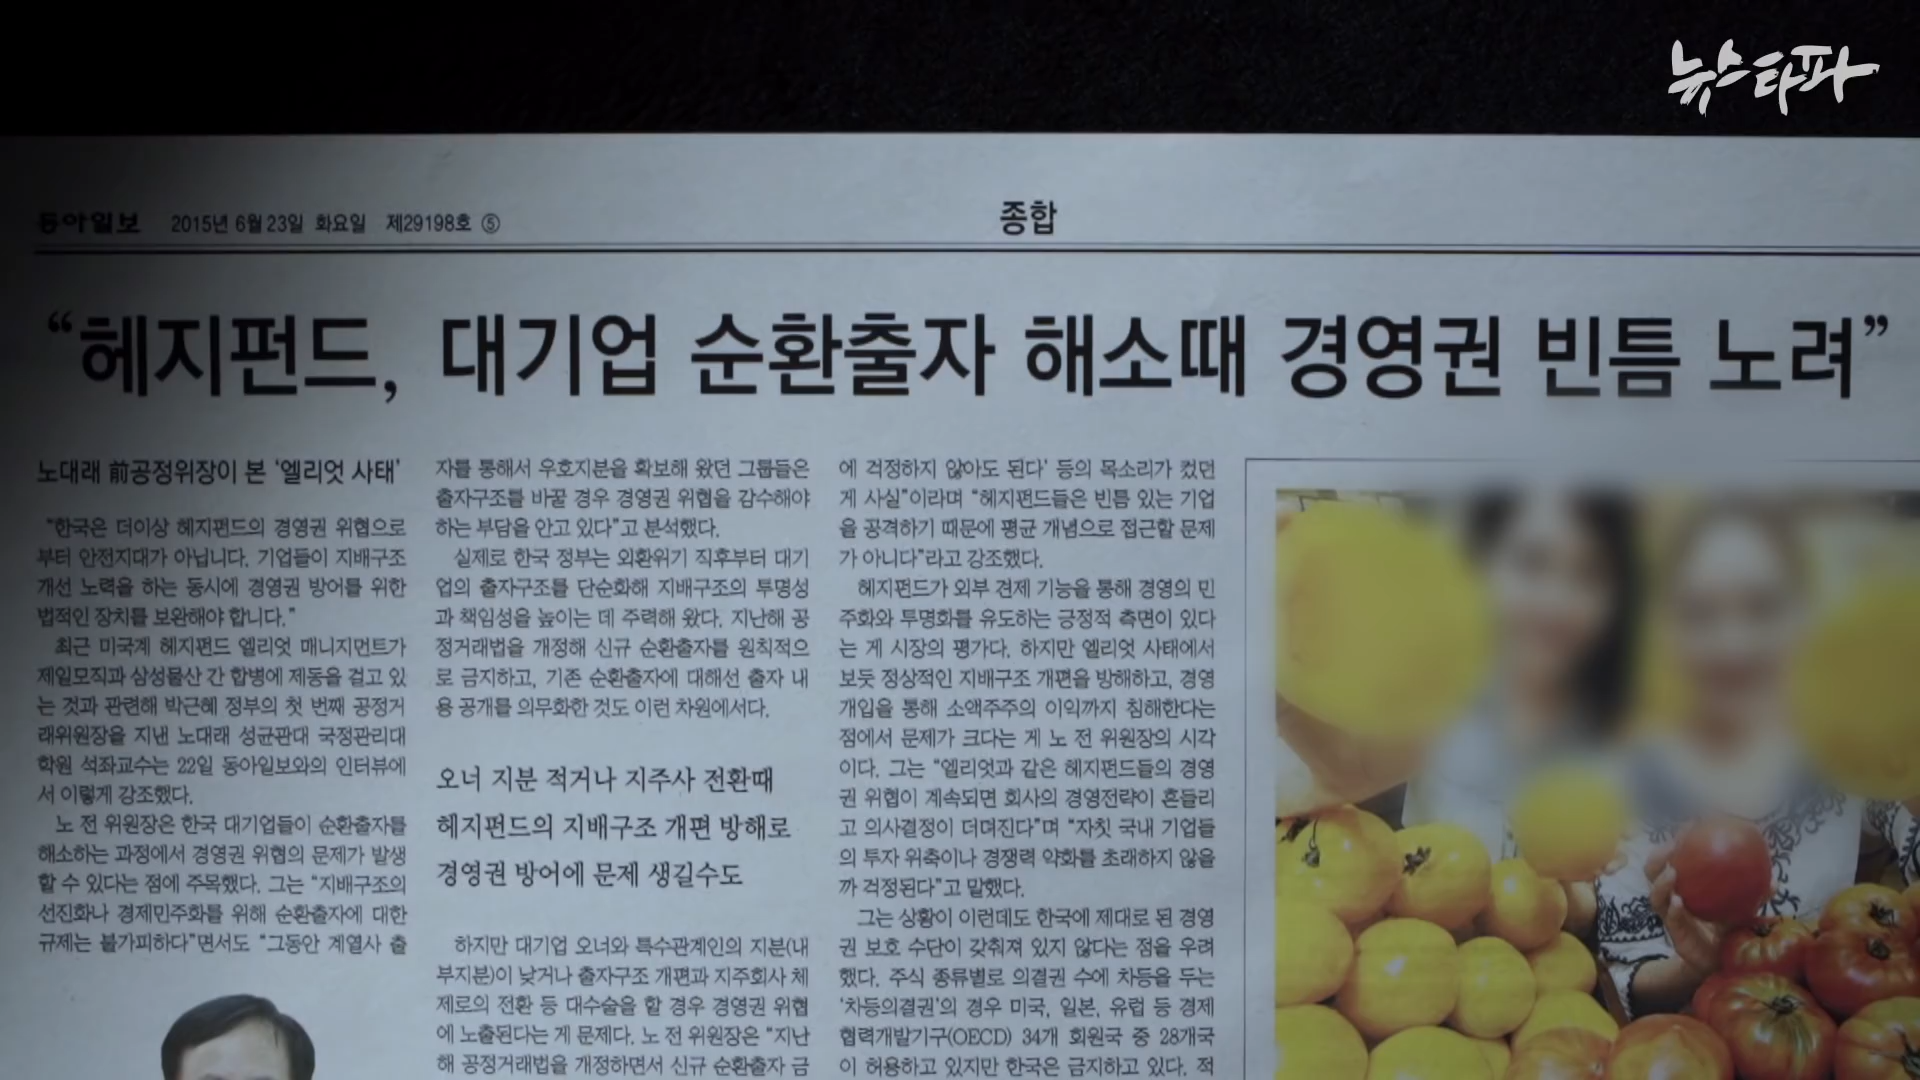 뉴스타파
동아일보 2015년 6월 23일 화요일 제29198호 ⑤
종합
“헤지펀드, 대기업 순환출자 해소때 경영권 빈틈 노려”
노대래 前공정위장이 본 ‘엘리엇 사태’
“한국은 더이상 헤지펀드의 경영권 위협으로
부터 안전지대가 아닙니다. 기업들이 지배구조
개선 노력을 하는 동시에 경영권 방어를 위한
법적인 장치를 보완해야 합니다.”
최근 미국계 헤지펀드 엘리엇 매니지먼트가
제일모직과 삼성물산 간 합병에 제동을 걸고 있
는 것과 관련해 박근혜 정부의 첫 번째 공정거
래위원장을 지낸 노대래 성균관대 국정관리대
학원 석좌교수는 22일 동아일보와의 인터뷰에
서 이렇게 강조했다.
노 전 위원장은 한국 대기업들이 순환출자를
해소하는 과정에서 경영권 위협의 문제가 발생
할 수 있다는 점에 주목했다. 그는 “지배구조의
선진화나 경제민주화를 위해 순환출자에 대한
규제는 불가피하다”면서도 “그동안 계열사 출
자를 통해서 우호지분을 확보해 왔던 그룹들은
출자구조를 바꿀 경우 경영권 위협을 감수해야
하는 부담을 안고 있다”고 분석했다.
실제로 한국 정부는 외환위기 직후부터 대기
업의 출자구조를 단순화해 지배구조의 투명성
과 책임성을 높이는 데 주력해 왔다. 지난해 공
정거래법을 개정해 신규 순환출자를 원칙적으
로 금지하고, 기존 순환출자에 대해선 출자 내
용 공개를 의무화한 것도 이런 차원에서다.
오너 지분 적거나 지주사 전환때
헤지펀드의 지배구조 개편 방해로
경영권 방어에 문제 생길수도
하지만 대기업 오너와 특수관계인의 지분(내
부지분)이 낮거나 출자구조 개편과 지주회사 체
제로의 전환 등 대수술을 할 경우 경영권 위협
에 노출된다는 게 문제다. 노 전 위원장은 “지난
해 공정거래법을 개정하면서 신규 순환출자 금
에 걱정하지 않아도 된다’ 등의 목소리가 컸던
게 사실”이라며 “헤지펀드들은 빈틈 있는 기업
을 공격하기 때문에 평균 개념으로 접근할 문제
가 아니다”라고 강조했다.
헤지펀드가 외부 견제 기능을 통해 경영의 민
주화와 투명화를 유도하는 긍정적 측면이 있다
는 게 시장의 평가다. 하지만 엘리엇 사태에서
보듯 정상적인 지배구조 개편을 방해하고, 경영
개입을 통해 소액주주의 이익까지 침해한다는
점에서 문제가 크다는 게 노 전 위원장의 시각
이다. 그는 “엘리엇과 같은 헤지펀드들의 경영
권 위협이 계속되면 회사의 경영전략이 흔들리
고 의사결정이 더뎌진다”며 “자칫 국내 기업들
의 투자 위축이나 경쟁력 약화를 초래하지 않을
까 걱정된다”고 말했다.
그는 상황이 이런데도 한국에 제대로 된 경영
권 보호 수단이 갖춰져 있지 않다는 점을 우려
했다. 주식 종류별로 의결권 수에 차등을 두는
‘차등의결권’의 경우 미국, 일본, 유럽 등 경제
협력개발기구(OECD) 34개 회원국 중 28개국
이 허용하고 있지만 한국은 금지하고 있다. 적